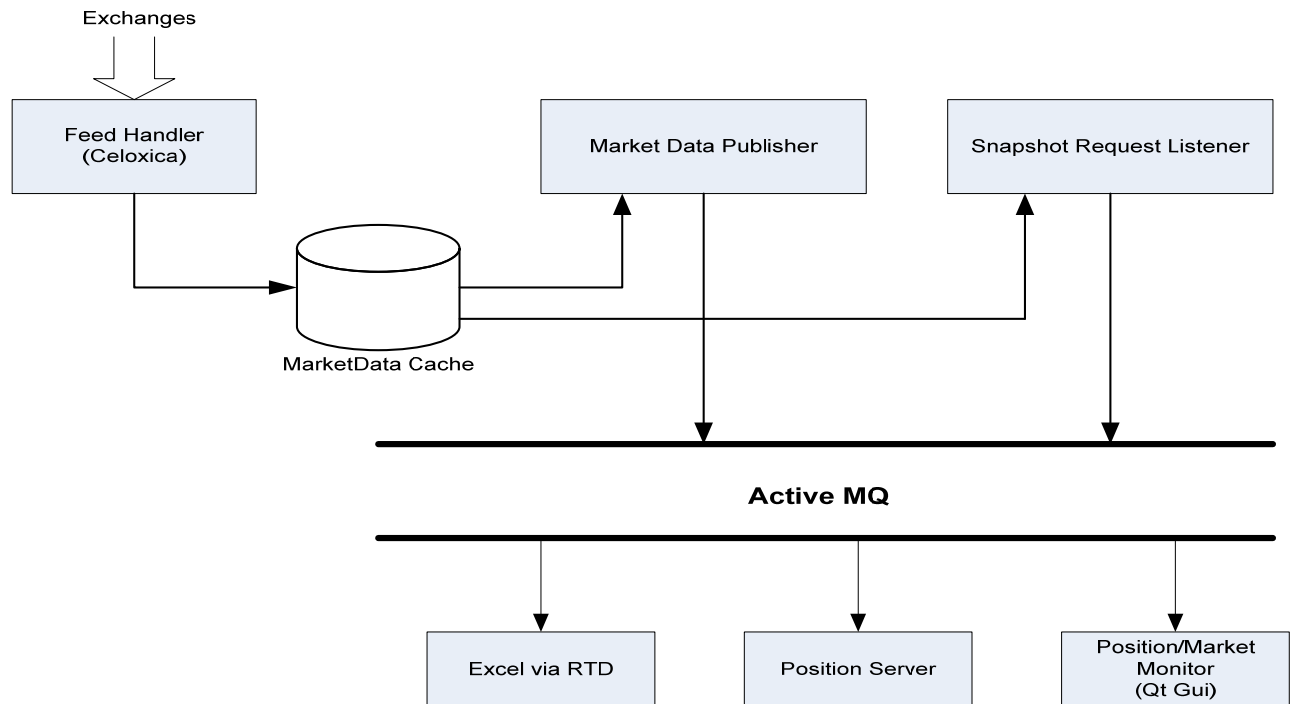 Exchanges
Feed Handler
(Celoxica)
Market Data Publisher
Snapshot Request Listener
MarketData Cache
Active MQ
Excel via RTD
Position Server
Position/Market
Monitor
(Qt Gui)